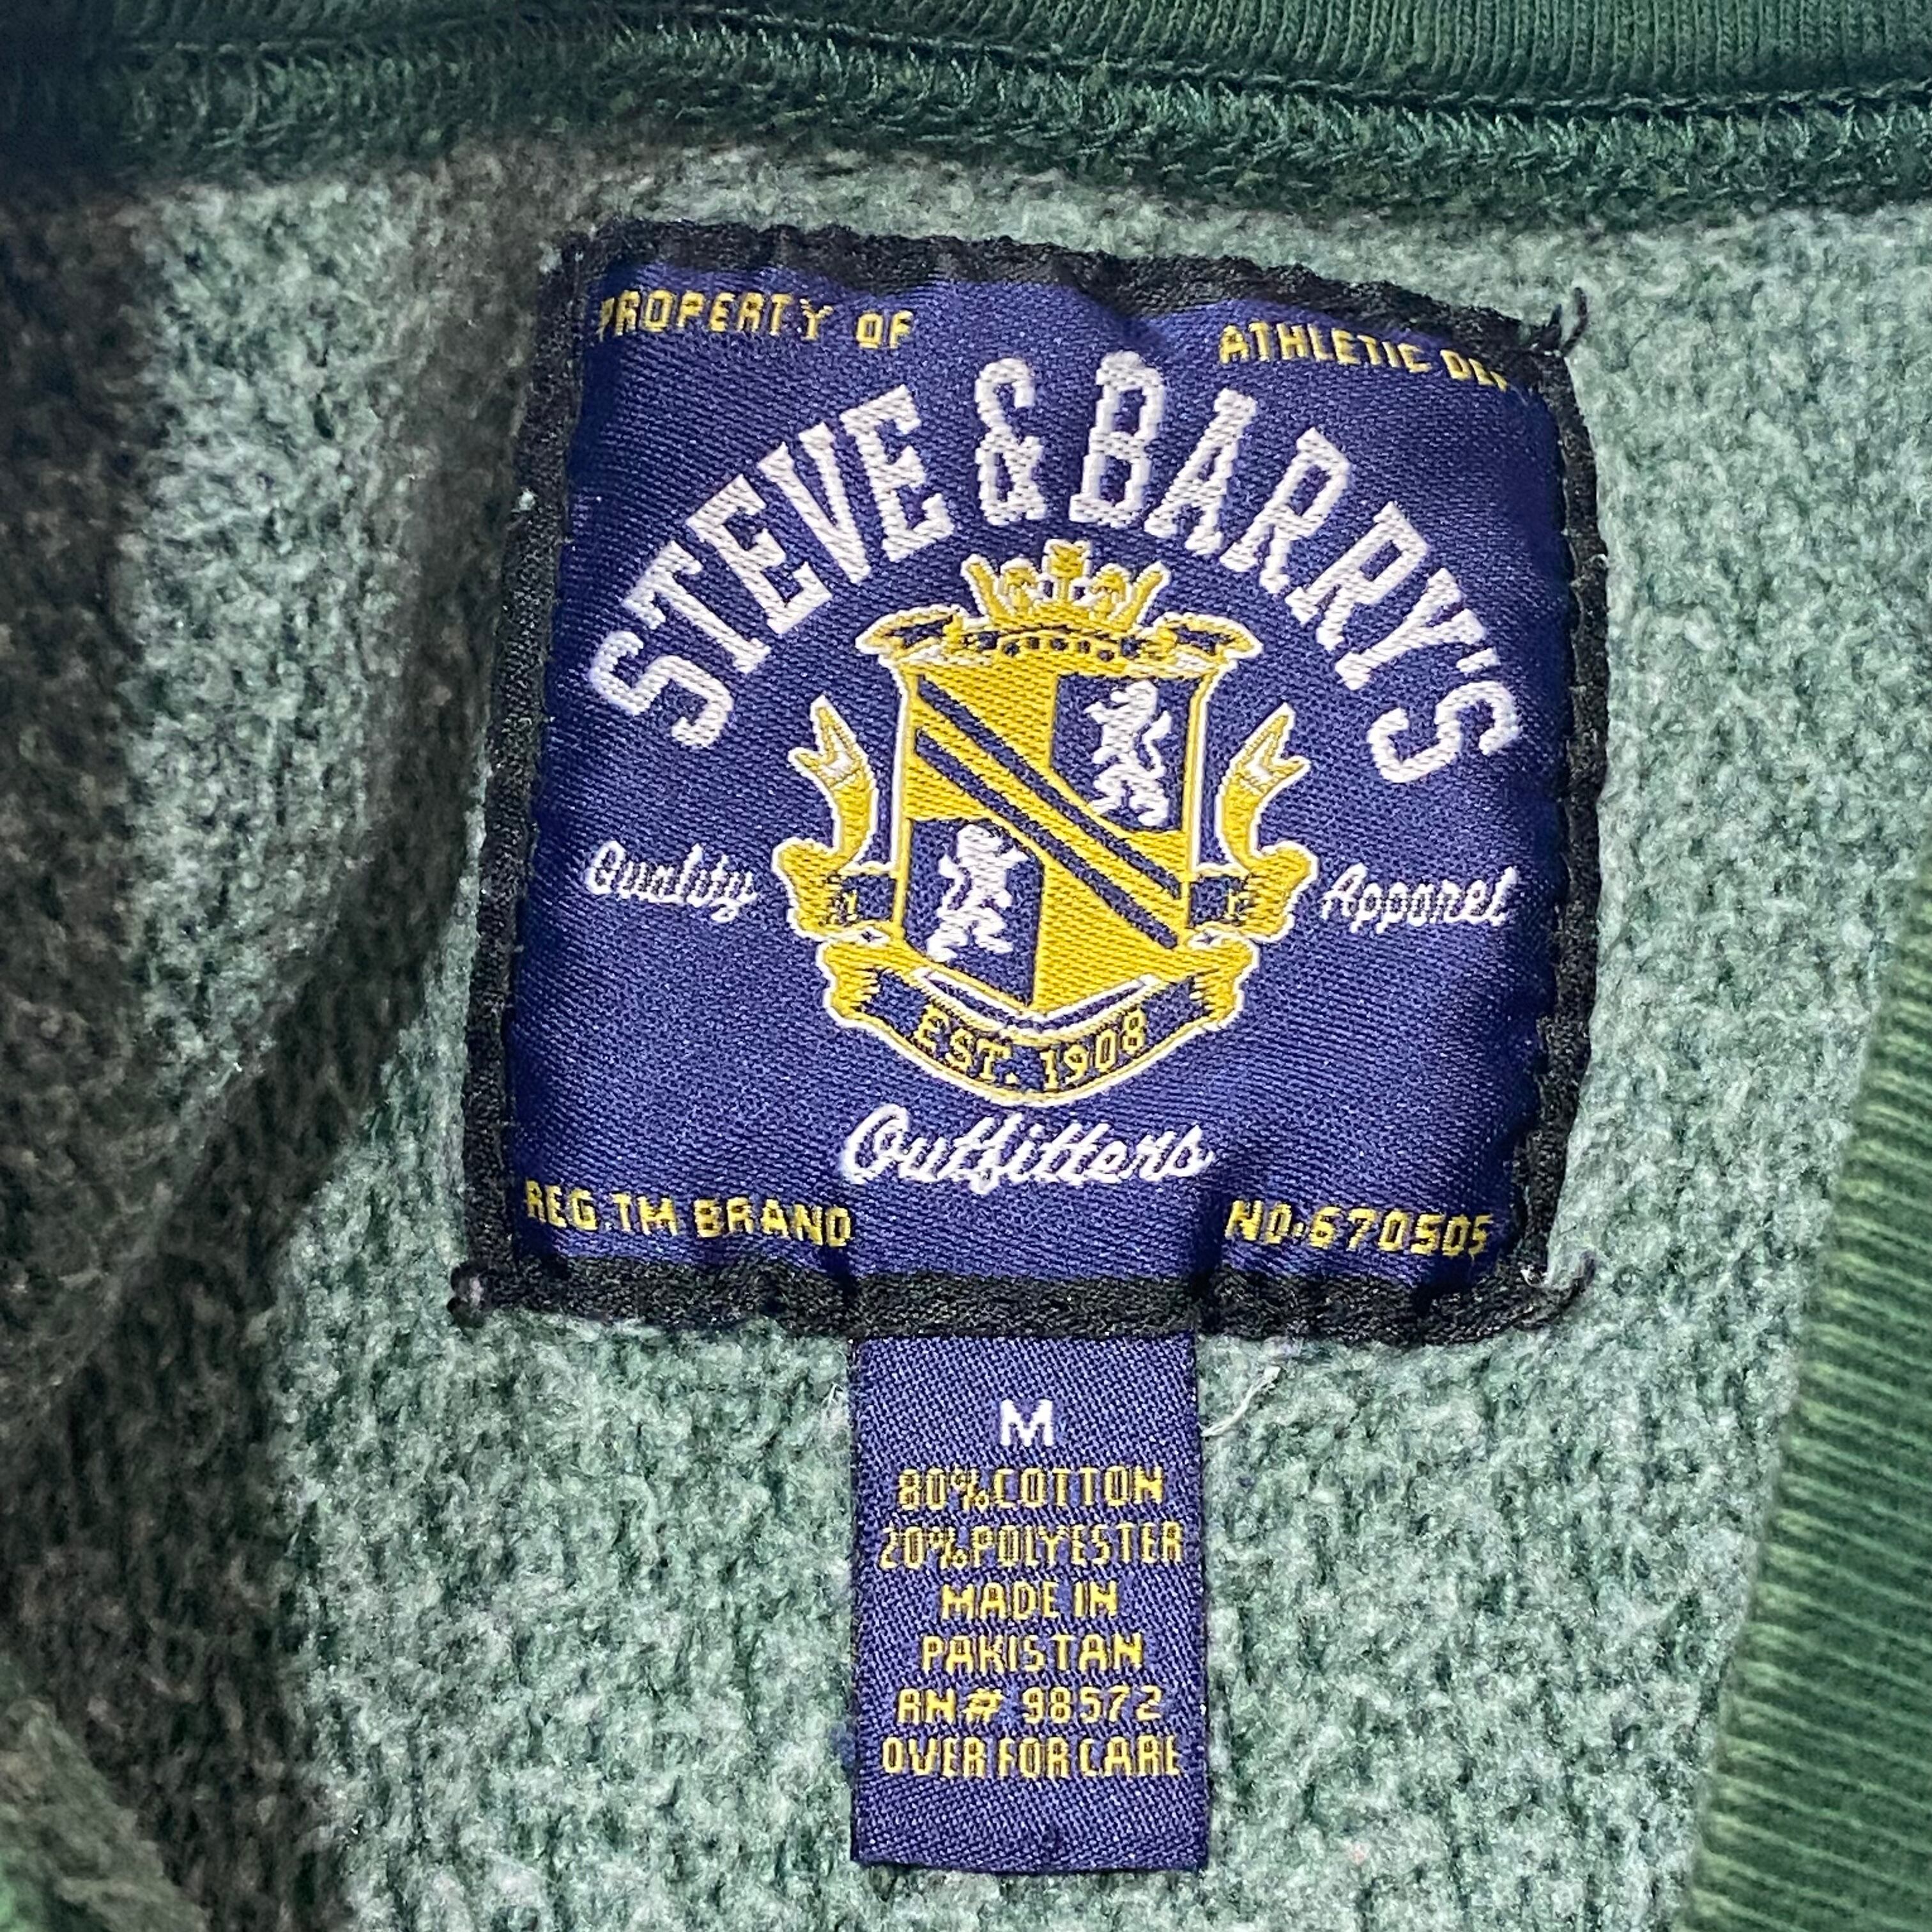 PROPERTY OF ATHLETIC DEP
STEVE & BARRY'S
Quality Apparel
EST. 1908
Outfitters
REG.TM BRAND NO.670505
M
80%COTTON
20%POLYESTER
MADE IN
PAKISTAN
RN# 98572
OVER FOR CARE